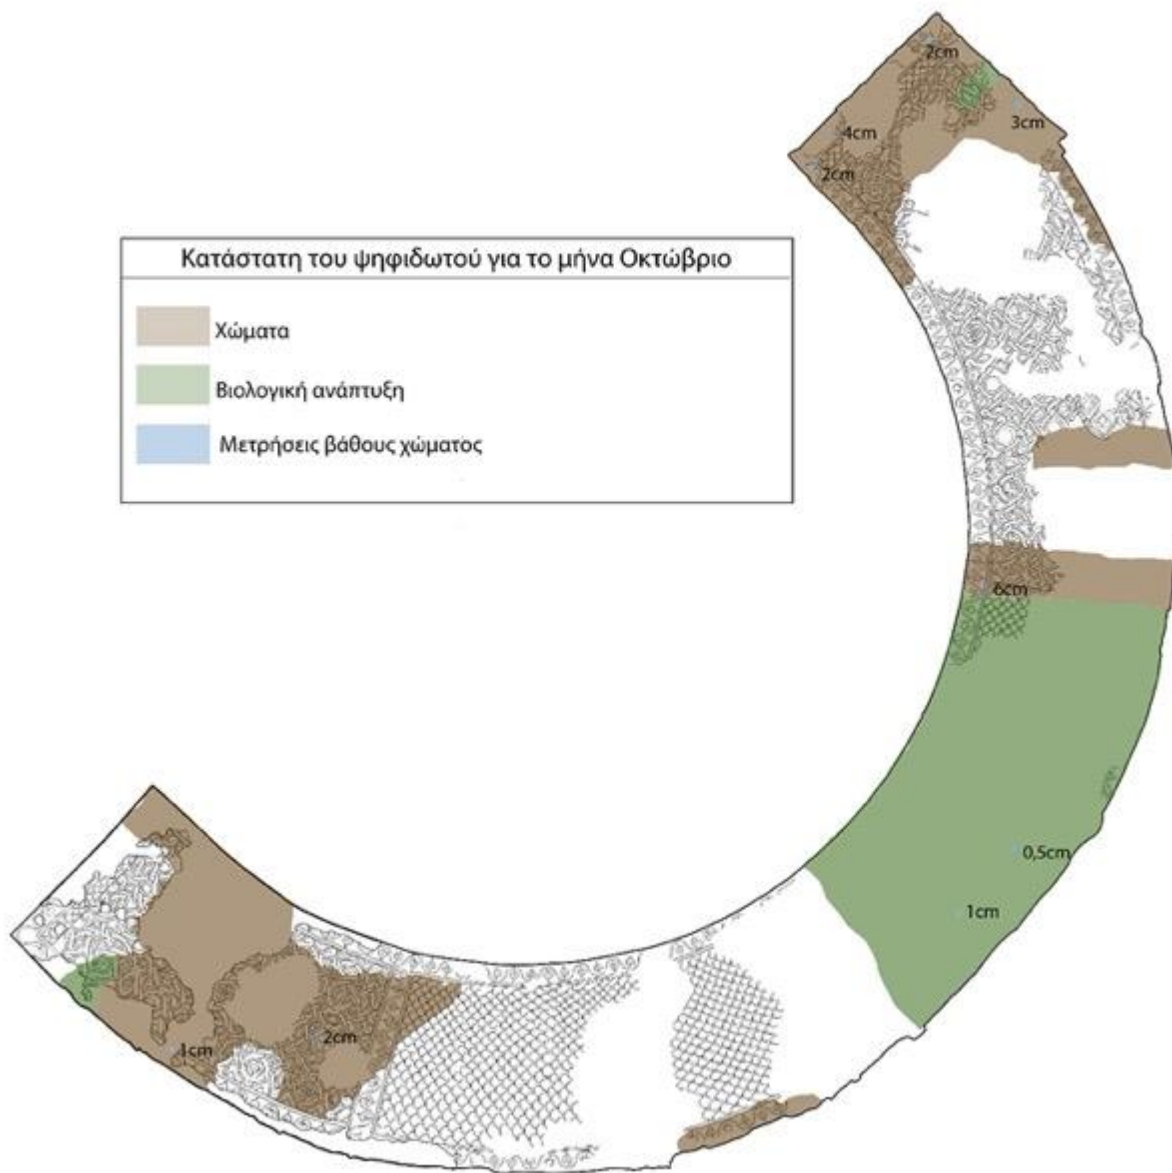 2cm
3cm
4cm
2cm
Κατάστατη του ψηφιδωτού για το μήνα Οκτώβριο
Χώματα
Βιολογική ανάπτυξη
Μετρήσεις βάθους χώματος
6cm
0,5cm
1cm
2cm
1cm